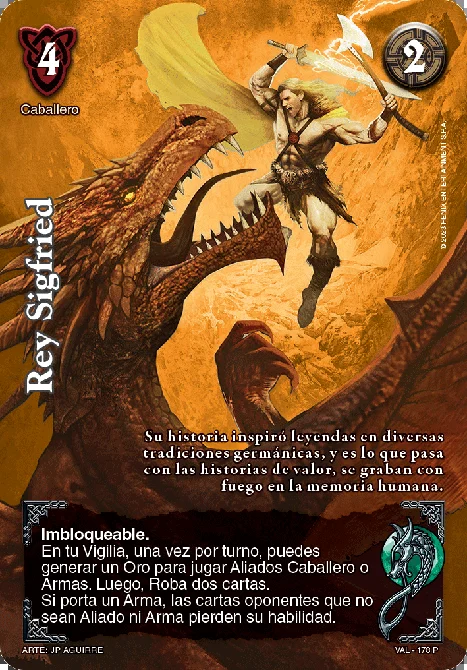 4
2
Caballero
© 2023 FENIX ENTERTAINMENT S.P.A.
Rey Sigfried
Su historia inspiró leyendas en diversas
tradiciones germánicas, y es lo que pasa
con las historias de valor, se graban con
fuego en la memoria humana.
Imbloqueable.
En tu Vigilia, una vez por turno, puedes
generar un Oro para jugar Aliados Caballero o
Armas. Luego, Roba dos cartas.
Si porta un Arma, las cartas oponentes que no
sean Aliado ni Arma pierden su habilidad.
ARTE: JP AGUIRRE
VAL - 178 P